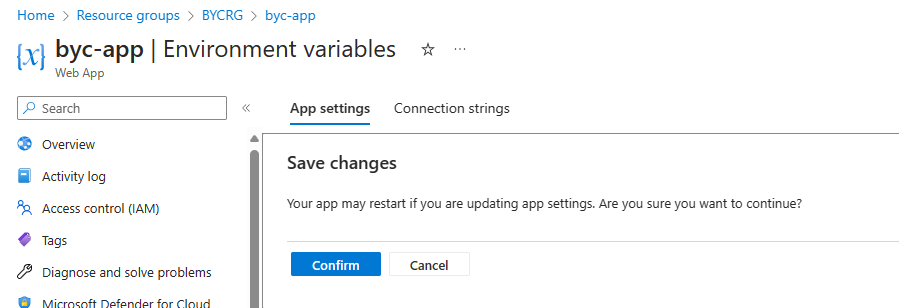 Home > Resource groups > BYCRG > byc-app
{x} byc-app | Environment variables ☆ ···
Web App
Search «
App settings Connection strings
Overview
Save changes
Activity log
Your app may restart if you are updating app settings. Are you sure you want to continue?
Access control (IAM)
Tags
Confirm Cancel
Diagnose and solve problems
Microsoft Defender for Cloud